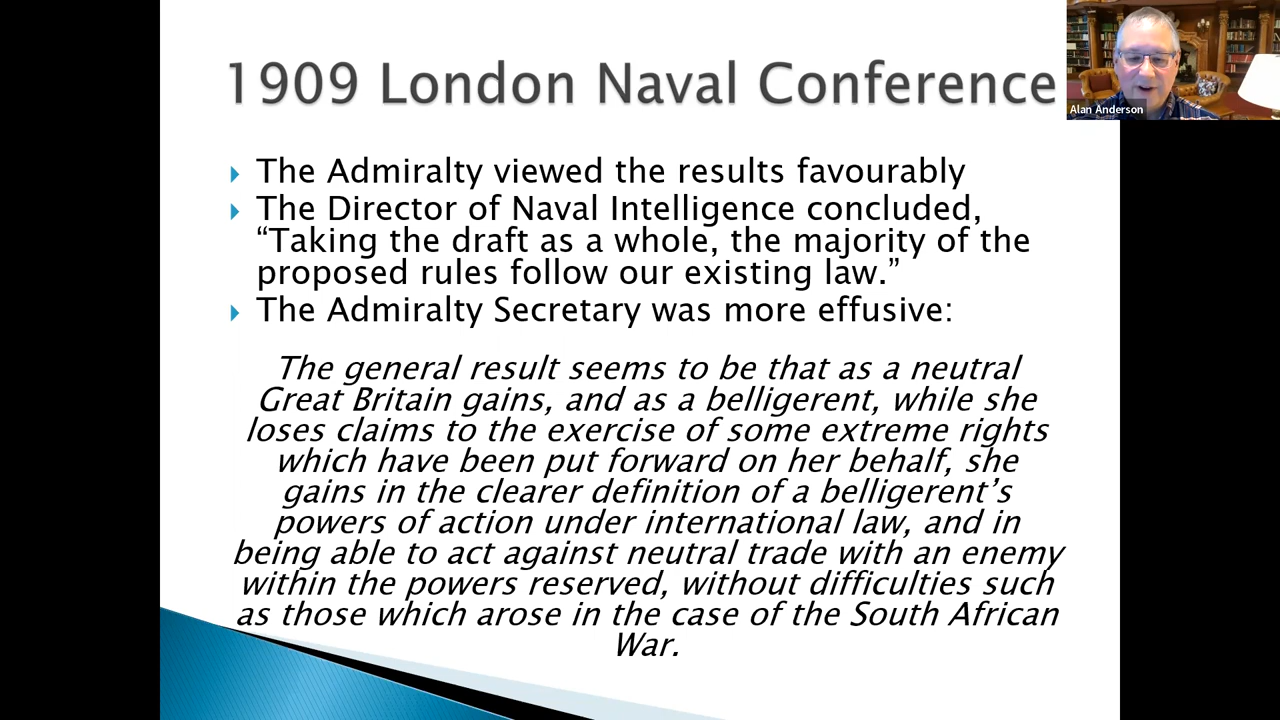 1909 London Naval Conference
Alan Anderson
The Admiralty viewed the results favourably
The Director of Naval Intelligence concluded,
“Taking the draft as a whole, the majority of the
proposed rules follow our existing law.”
The Admiralty Secretary was more effusive:
The general result seems to be that as a neutral
Great Britain gains, and as a belligerent, while she
loses claims to the exercise of some extreme rights
which have been put forward on her behalf, she
gains in the clearer definition of a belligerent’s
powers of action under international law, and in
being able to act against neutral trade with an enemy
within the powers reserved, without difficulties such
as those which arose in the case of the South African
War.